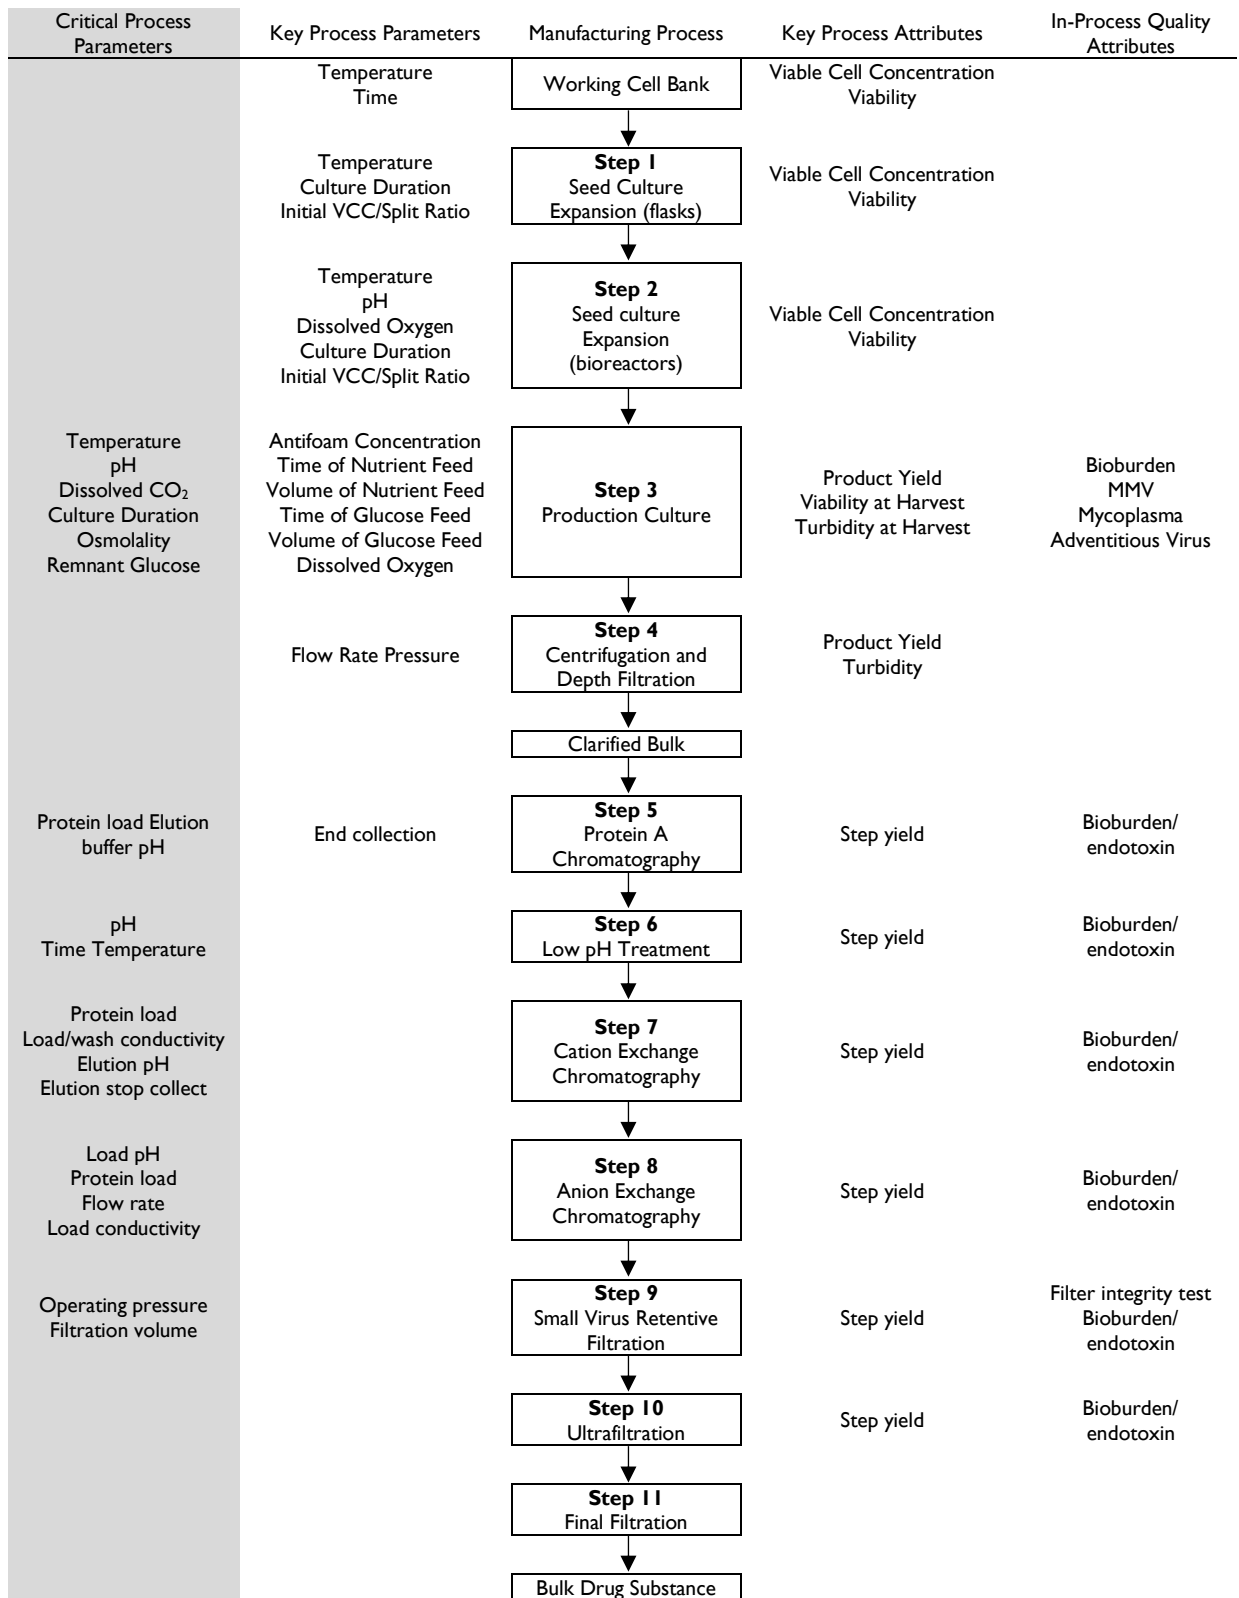 Critical Process
Parameters
Key Process Parameters
Manufacturing Process
Key Process Attributes
In-Process Quality
Attributes
Temperature
Time
Working Cell Bank
Viable Cell Concentration
Viability
Temperature
Culture Duration
Initial VCC/Split Ratio
Step 1
Seed Culture
Expansion (flasks)
Viable Cell Concentration
Viability
Temperature
pH
Dissolved Oxygen
Culture Duration
Initial VCC/Split Ratio
Step 2
Seed culture
Expansion
(bioreactors)
Viable Cell Concentration
Viability
Temperature
pH
Dissolved CO₂
Culture Duration
Osmolality
Remnant Glucose
Antifoam Concentration
Time of Nutrient Feed
Volume of Nutrient Feed
Time of Glucose Feed
Volume of Glucose Feed
Dissolved Oxygen
Step 3
Production Culture
Product Yield
Viability at Harvest
Turbidity at Harvest
Bioburden
MMV
Mycoplasma
Adventitious Virus
Flow Rate Pressure
Step 4
Centrifugation and
Depth Filtration
Product Yield
Turbidity
Clarified Bulk
Protein load Elution
buffer pH
End collection
Step 5
Protein A
Chromatography
Step yield
Bioburden/
endotoxin
pH
Time Temperature
Step 6
Low pH Treatment
Step yield
Bioburden/
endotoxin
Protein load
Load/wash conductivity
Elution pH
Elution stop collect
Step 7
Cation Exchange
Chromatography
Step yield
Bioburden/
endotoxin
Load pH
Protein load
Flow rate
Load conductivity
Step 8
Anion Exchange
Chromatography
Step yield
Bioburden/
endotoxin
Operating pressure
Filtration volume
Step 9
Small Virus Retentive
Filtration
Step yield
Filter integrity test
Bioburden/
endotoxin
Step 10
Ultrafiltration
Step yield
Bioburden/
endotoxin
Step 11
Final Filtration
Bulk Drug Substance